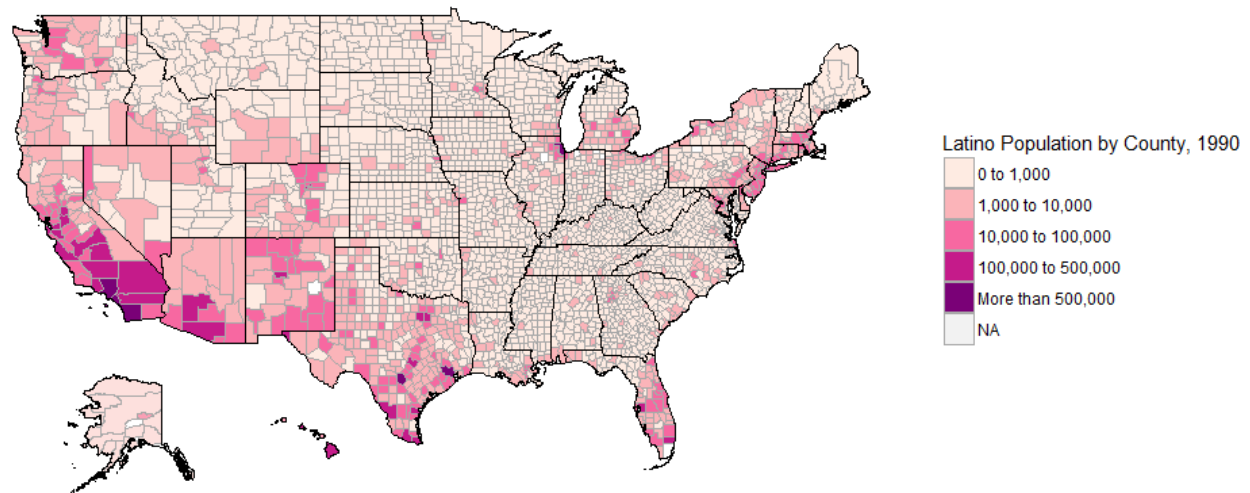 Latino Population by County, 1990
0 to 1,000
1,000 to 10,000
10,000 to 100,000
100,000 to 500,000
More than 500,000
NA